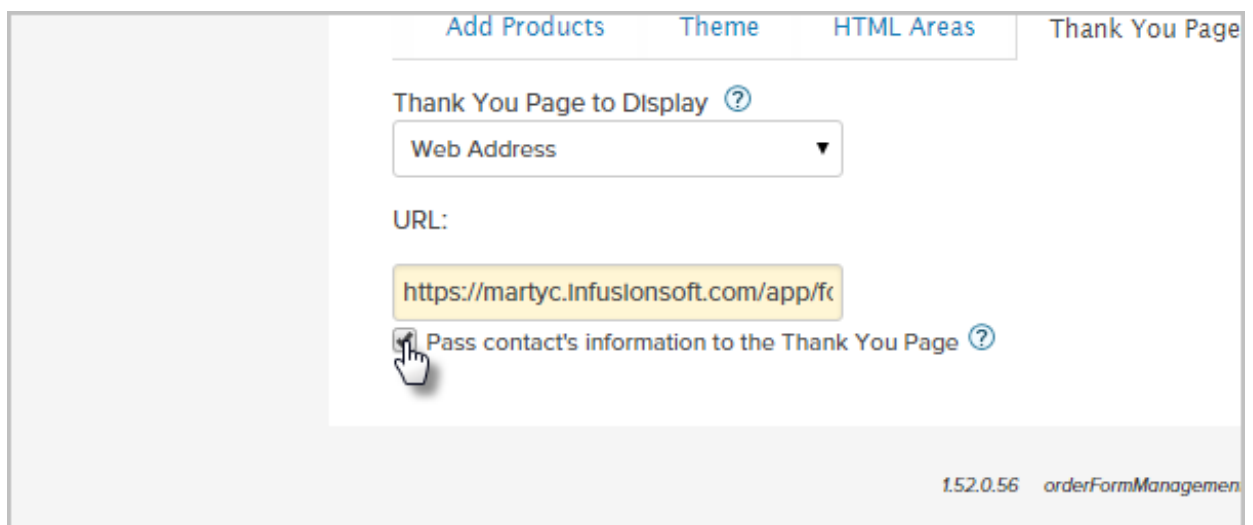 Add Products Theme HTML Areas Thank You Page
Thank You Page to Display ?
Web Address
URL:
https://martyc.infusionsoft.com/app/fo
Pass contact's information to the Thank You Page ?
1.52.0.56 orderFormManagemen